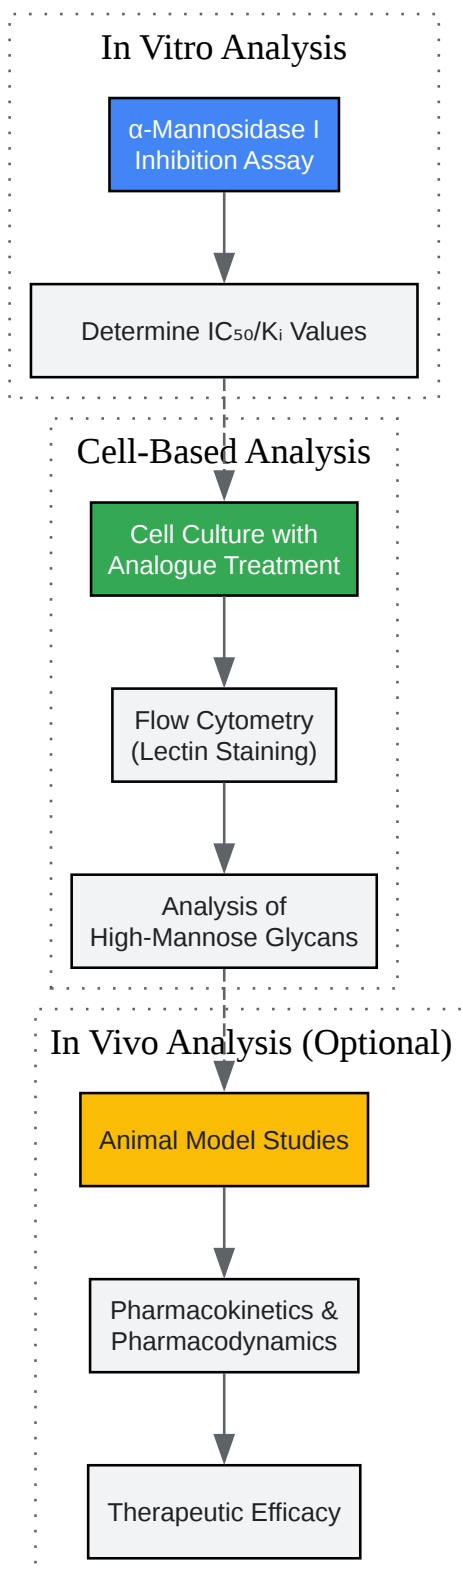 In Vitro Analysis
α-Mannosidase I
Inhibition Assay
Determine IC₅₀/Kᵢ Values
Cell-Based Analysis
Cell Culture with
Analogue Treatment
Flow Cytometry
(Lectin Staining)
Analysis of
High-Mannose Glycans
In Vivo Analysis (Optional)
Animal Model Studies
Pharmacokinetics &
Pharmacodynamics
Therapeutic Efficacy